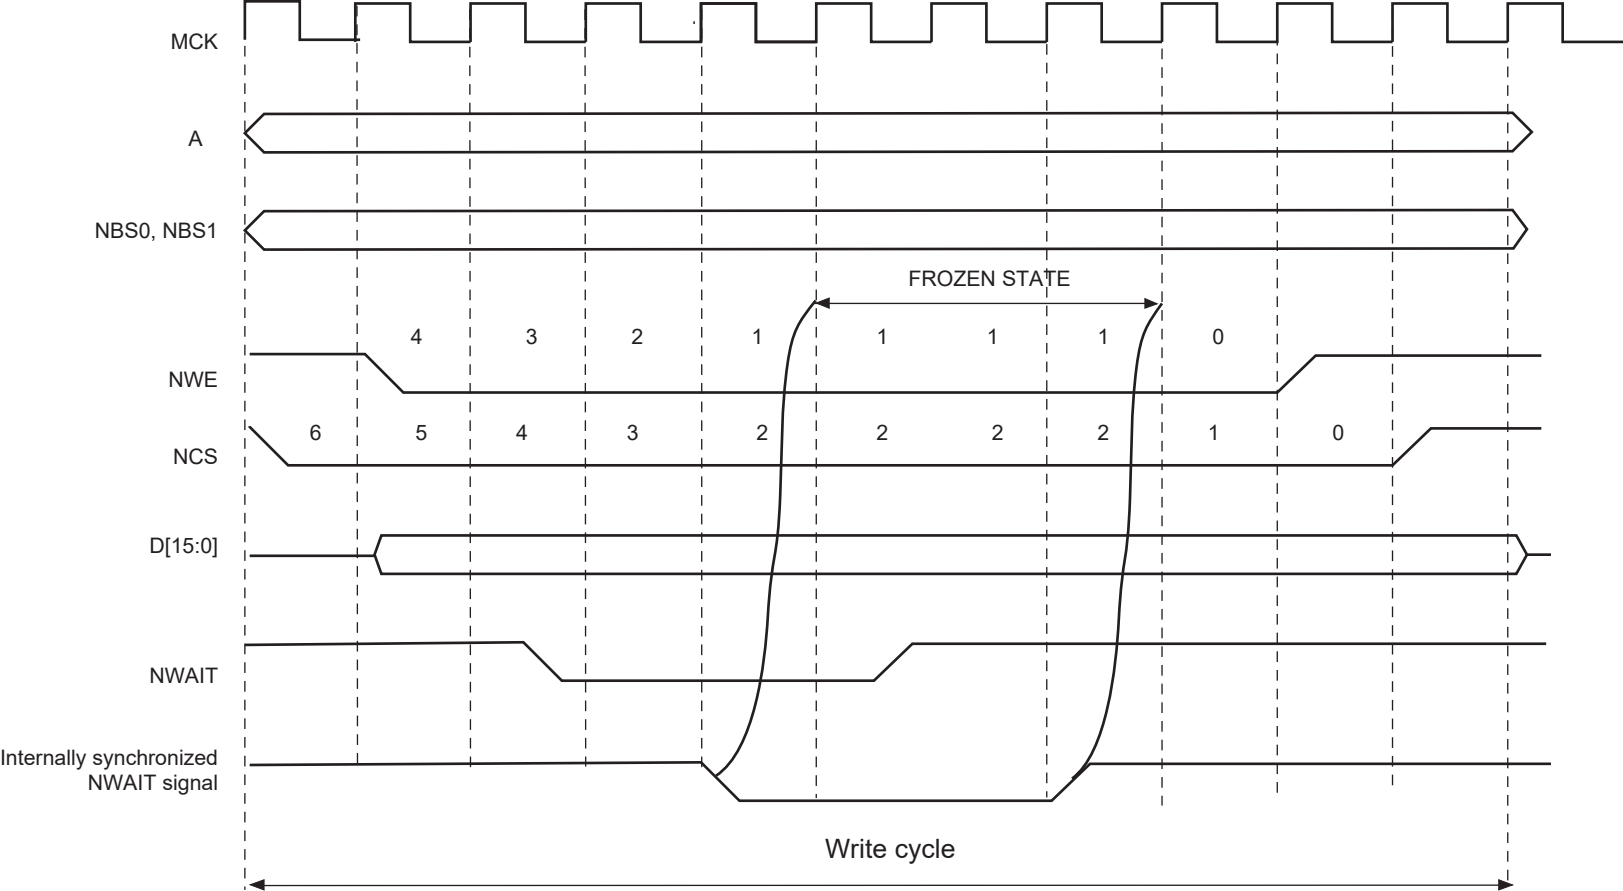 MCK
A
NBS0, NBS1
FROZEN STATE
4 3 2 1 1 1 1 0
NWE
6 5 4 3 2 2 2 2 1 0
NCS
D[15:0]
NWAIT
Internally synchronized
NWAIT signal
Write cycle